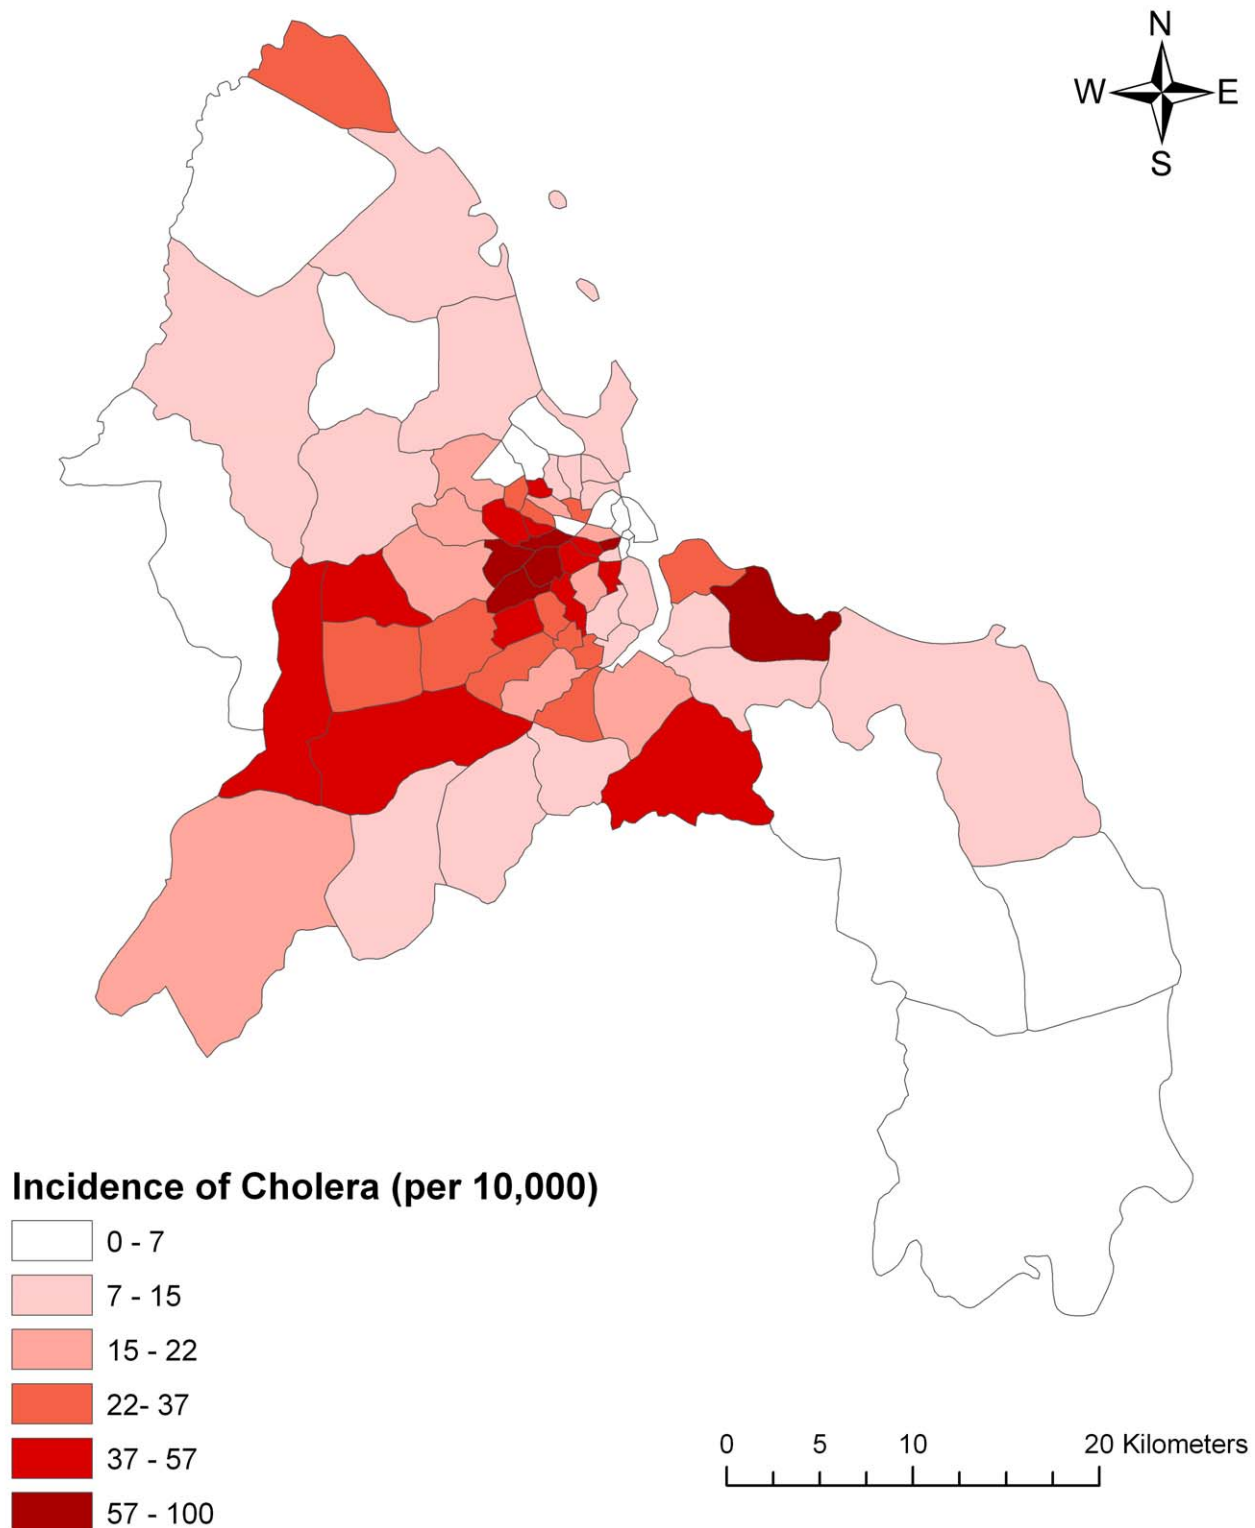 N
W E
S
Incidence of Cholera (per 10,000)
0 - 7
7 - 15
15 - 22
22- 37
37 - 57
57 - 100
0 5 10 20 Kilometers